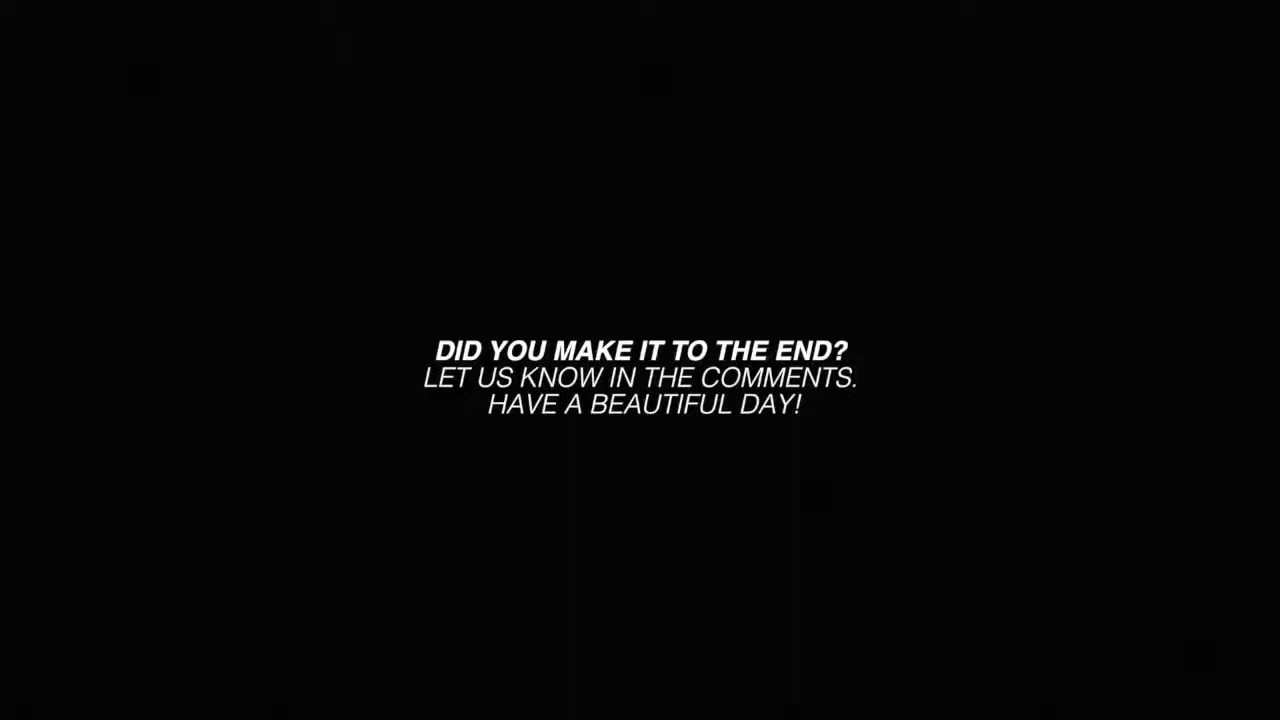 DID YOU MAKE IT TO THE END?
LET US KNOW IN THE COMMENTS.
HAVE A BEAUTIFUL DAY!